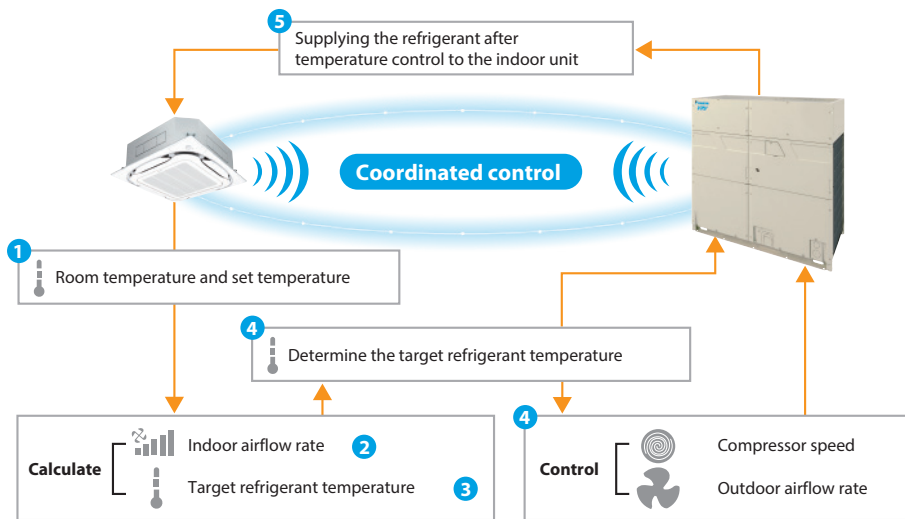 5
Supplying the refrigerant after
temperature control to the indoor unit
Coordinated control
1
Room temperature and set temperature
4
Determine the target refrigerant temperature
Calculate
Indoor airflow rate
2
Target refrigerant temperature
3
4
Control
Compressor speed
Outdoor airflow rate